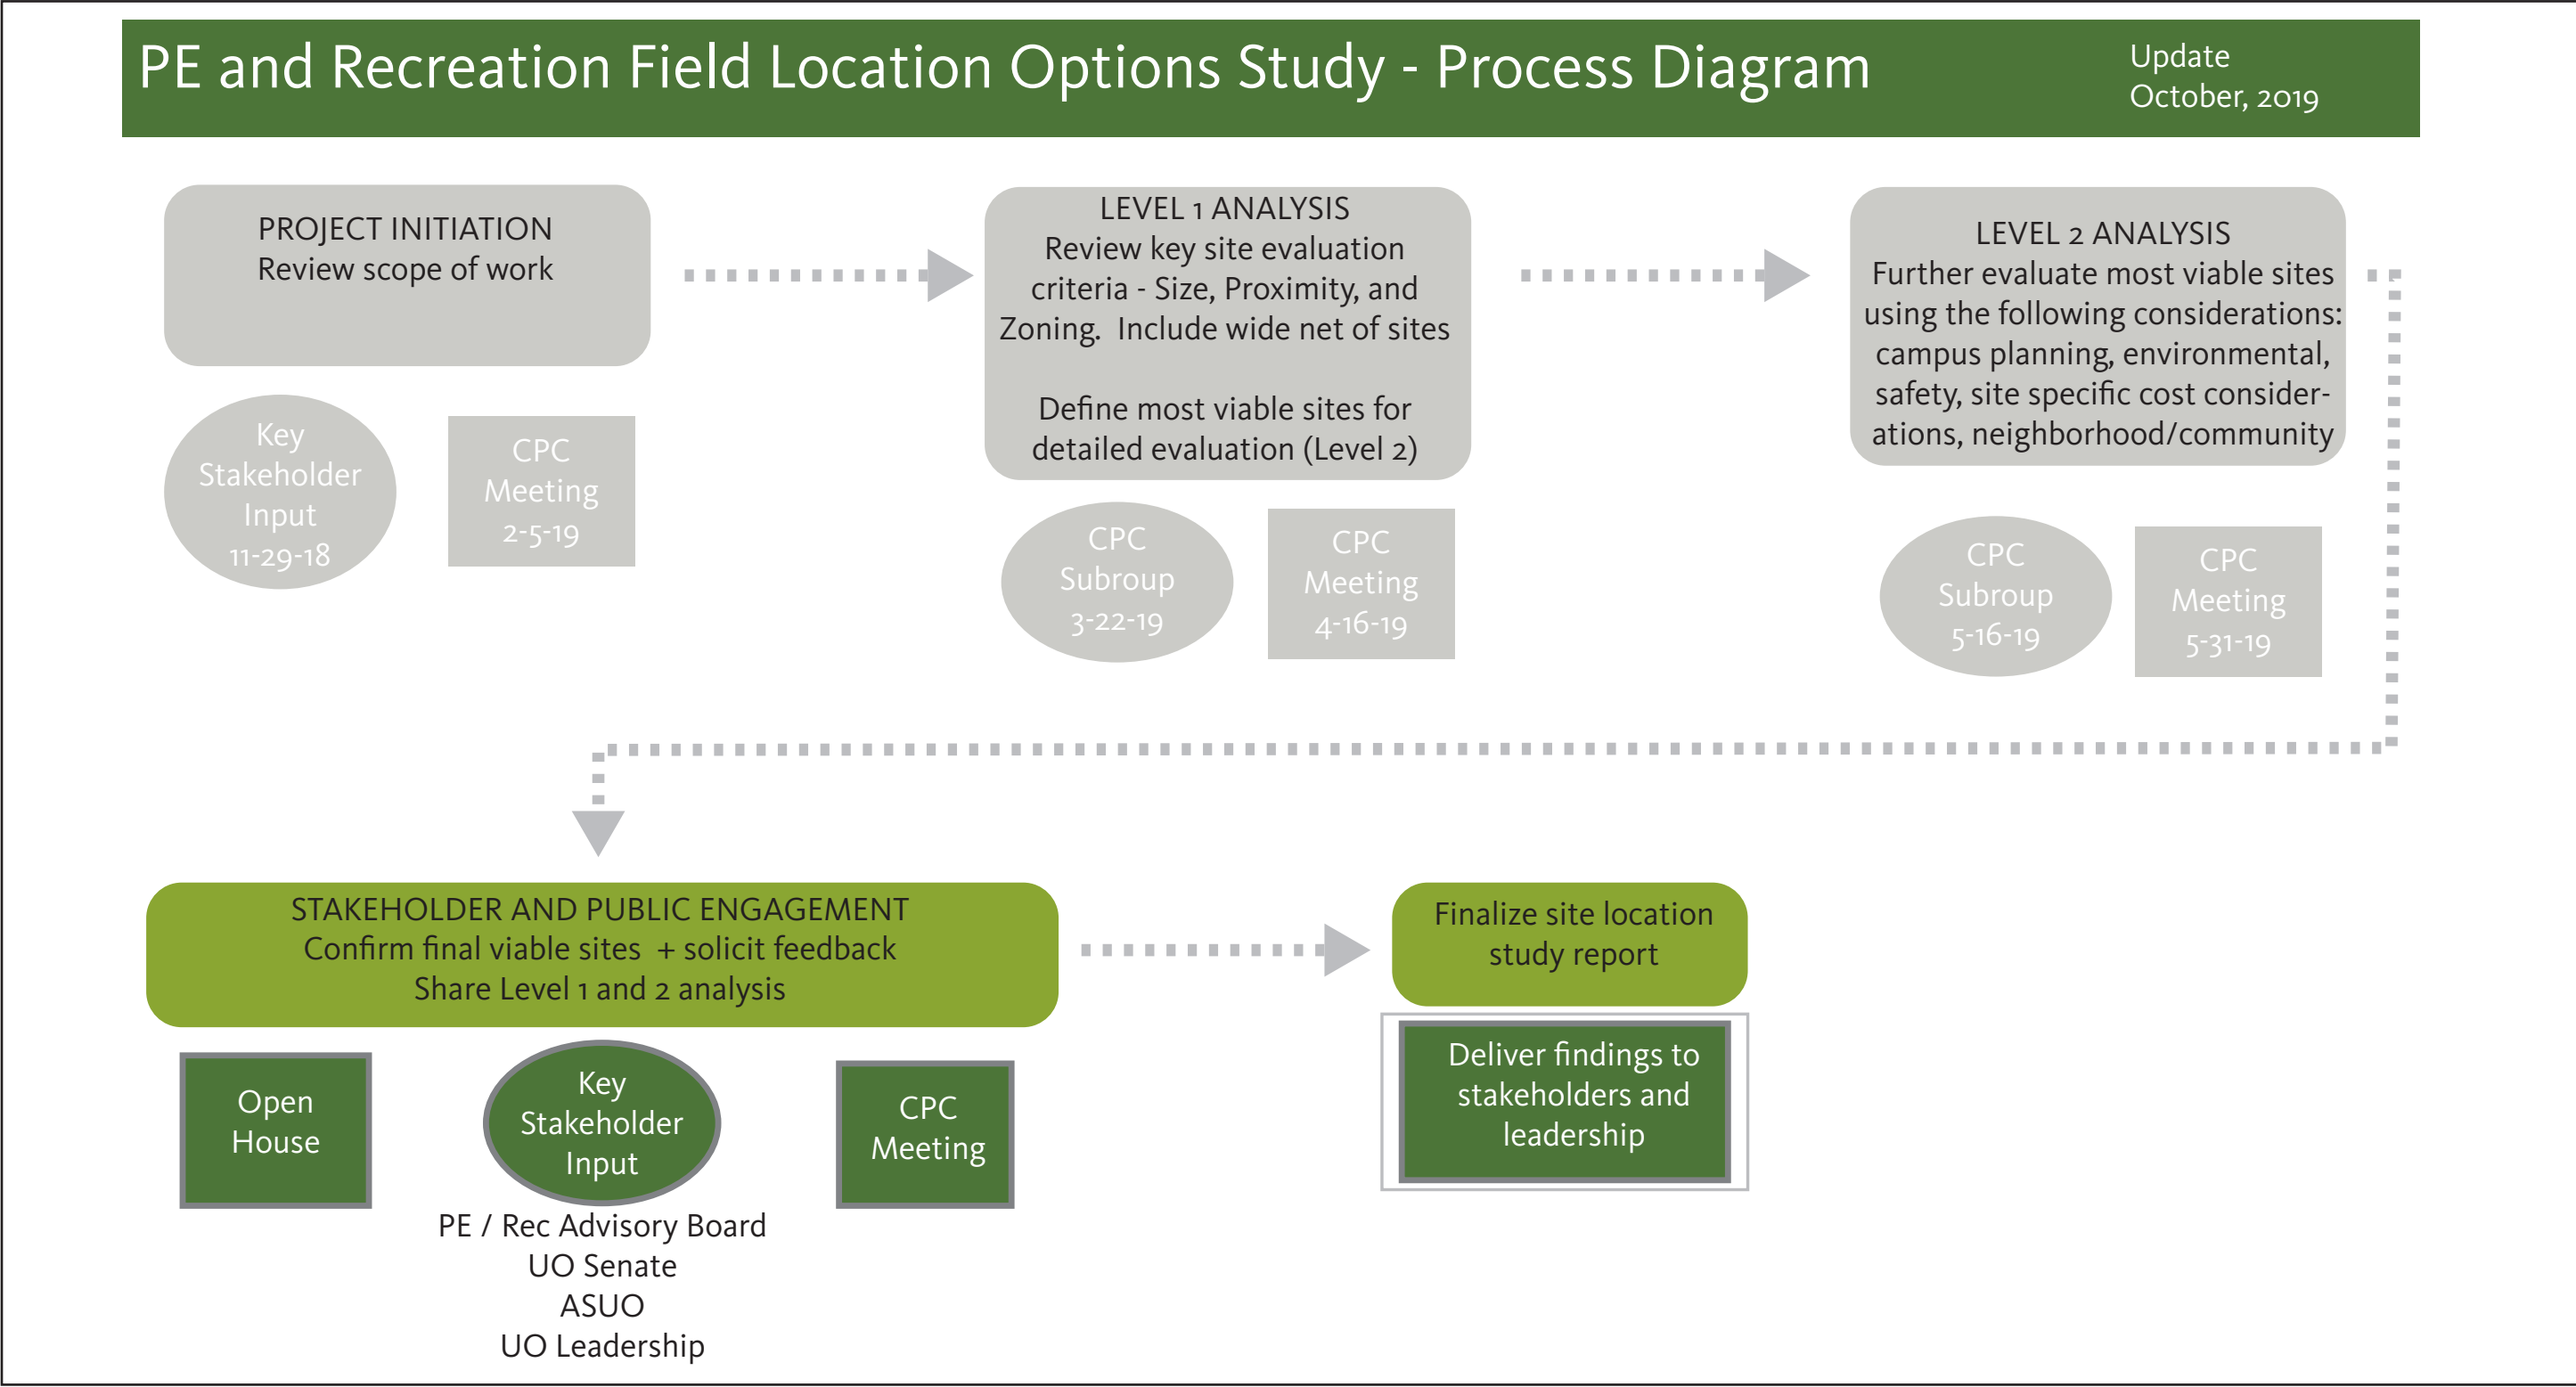 PE and Recreation Field Location Options Study - Process Diagram
Update
October, 2019
PROJECT INITIATION
Review scope of work
Key
Stakeholder
Input
11-29-18
CPC
Meeting
2-5-19
LEVEL 1 ANALYSIS
Review key site evaluation
criteria - Size, Proximity, and
Zoning.  Include wide net of sites
Define most viable sites for
detailed evaluation (Level 2)
CPC
Subroup
3-22-19
CPC
Meeting
4-16-19
LEVEL 2 ANALYSIS
Further evaluate most viable sites
using the following considerations:
campus planning, environmental,
safety, site specific cost consider-
ations, neighborhood/community
CPC
Subroup
5-16-19
CPC
Meeting
5-31-19
STAKEHOLDER AND PUBLIC ENGAGEMENT
Confirm final viable sites  + solicit feedback
Share Level 1 and 2 analysis
Open
House
Key
Stakeholder
Input
PE / Rec Advisory Board
UO Senate
ASUO
UO Leadership
CPC
Meeting
Finalize site location
study report
Deliver findings to
stakeholders and
leadership